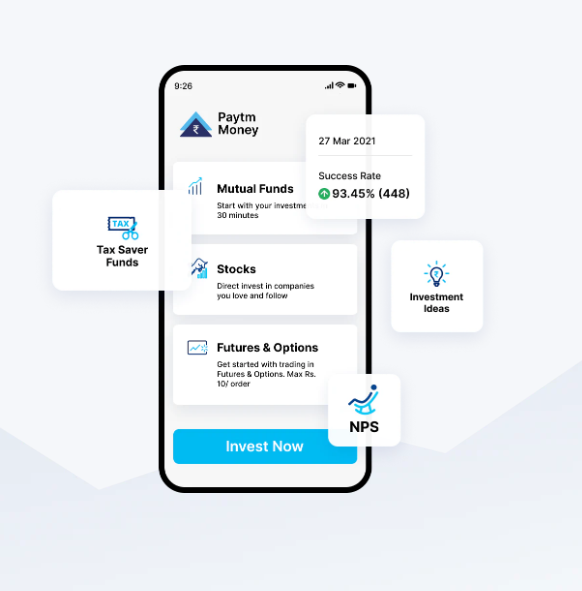 9:26
Paytm
Money
27 Mar 2021
Success Rate
93.45% (448)
Mutual Funds
Start with your investme
30 minutes
TAX
Tax Saver
Funds
Stocks
Direct invest in companies
you love and follow
Investment
Ideas
Futures & Options
Get started with trading in
Futures & Options. Max Rs.
10/ order
NPS
Invest Now